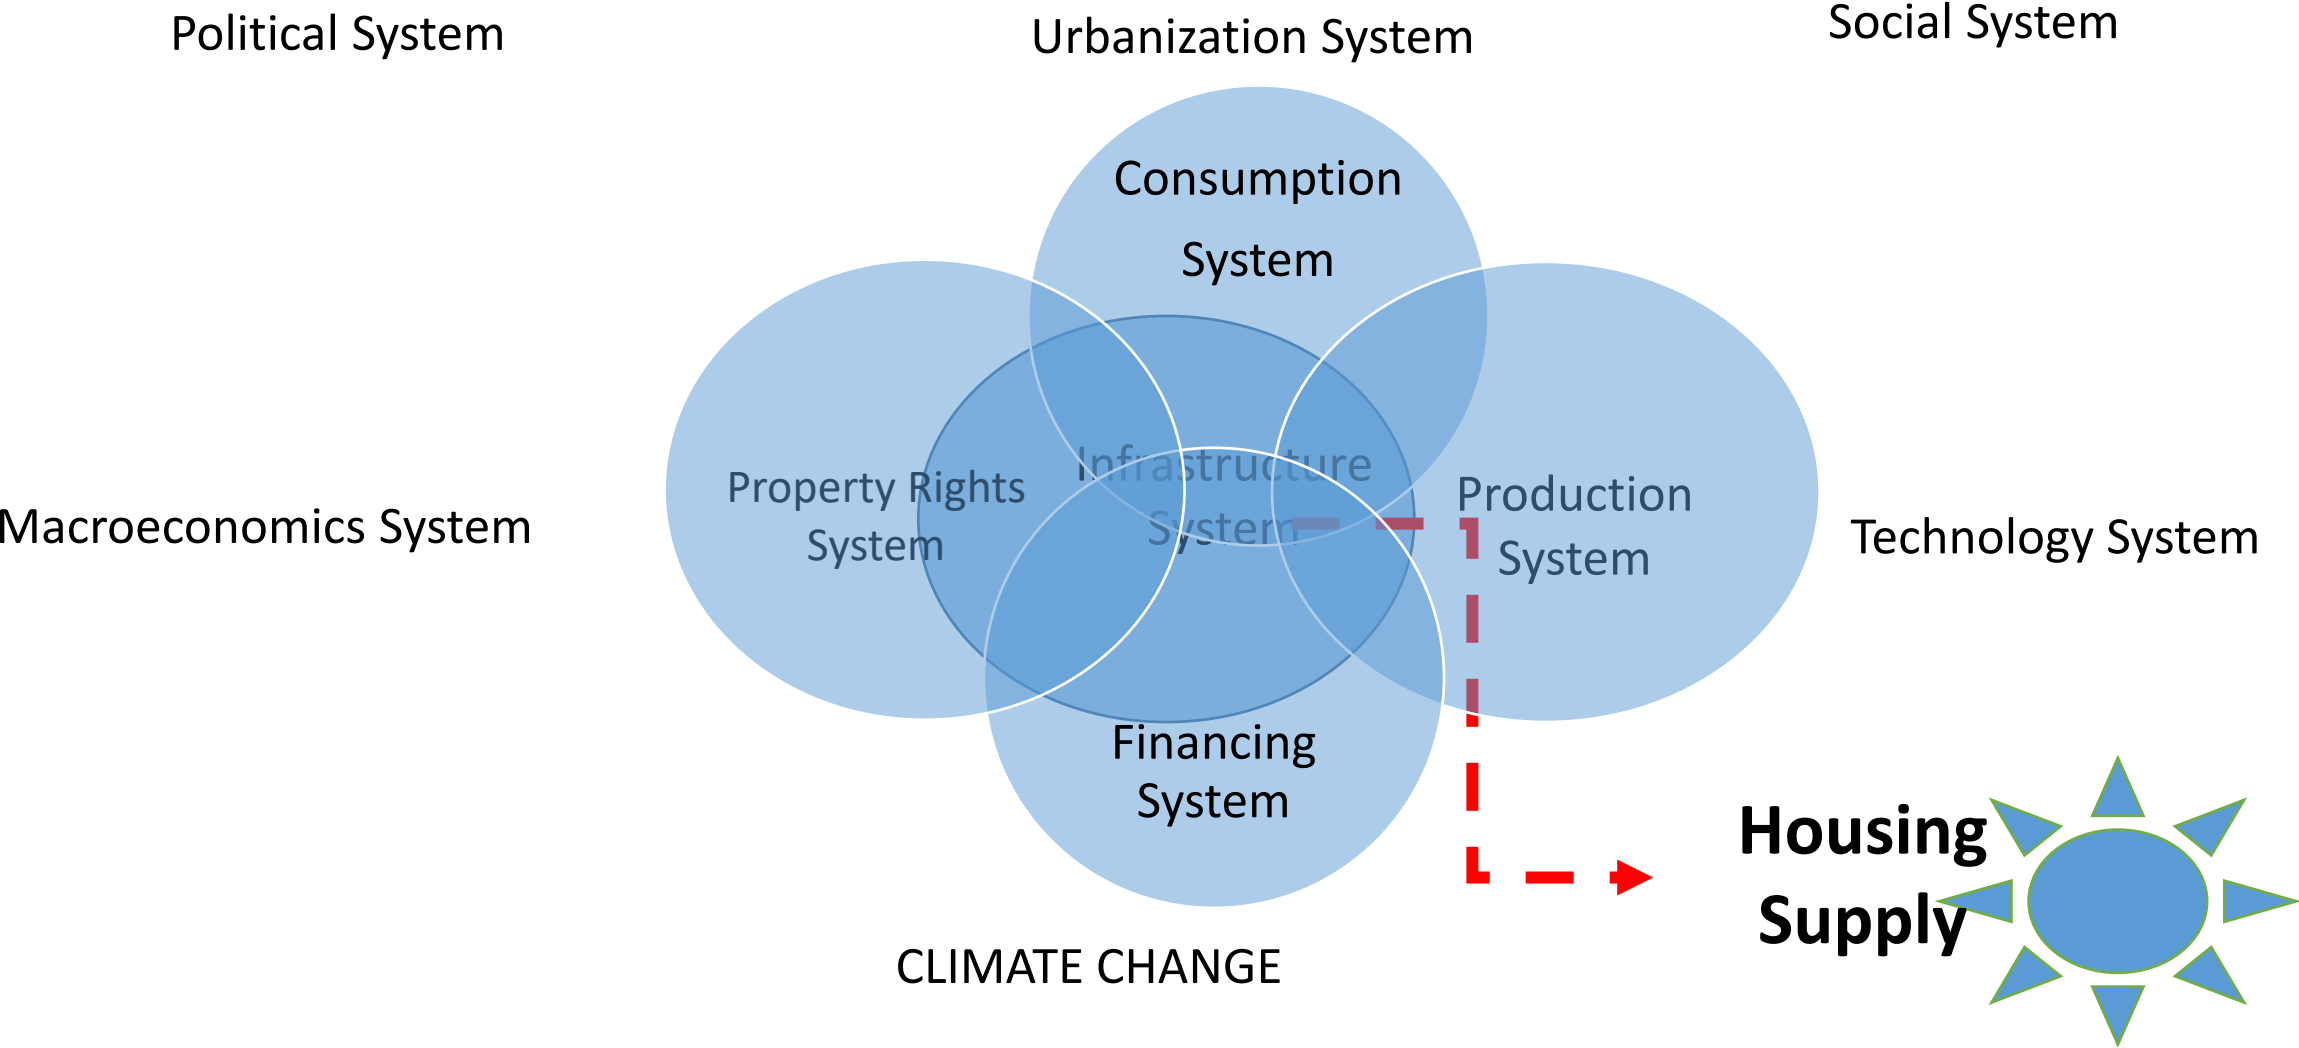 Political System
Urbanization System
Social System
Consumption
System
Infrastructure
System
Property Rights
System
Production
System
Macroeconomics System
Technology System
Financing
System
Housing
Supply
CLIMATE CHANGE